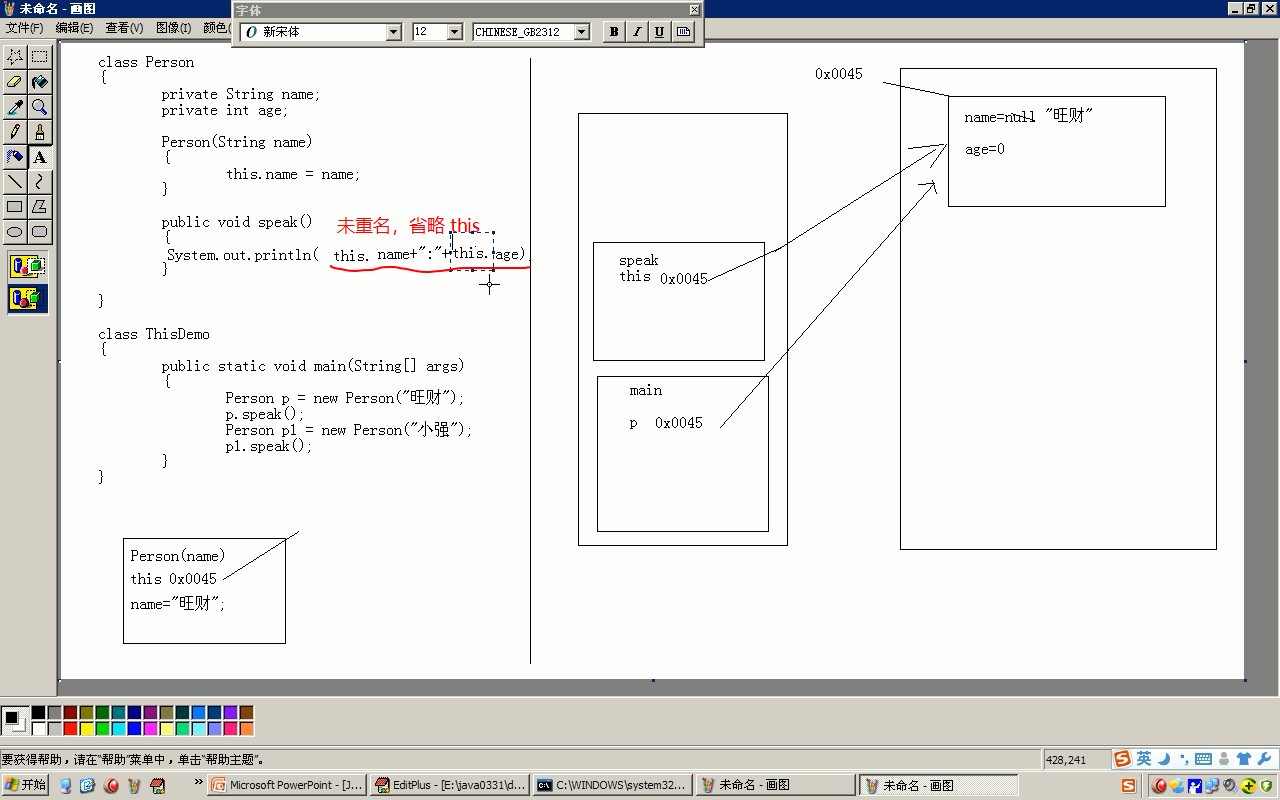 未命名 - 画图
字体
文件(F) 编辑(E) 查看(V) 图像(I) 颜色(
O 新宋体 12 CHINESE_GB2312 B I U
A
class Person
{
private String name;
private int age;
Person(String name)
{
this.name = name;
}
public void speak()
未重名，省略 this
{
System.out.println( this. name+":"+this. age)
}
}
class ThisDemo
{
public static void main(String[] args)
{
Person p = new Person("旺财");
p.speak();
Person p1 = new Person("小强");
p1.speak();
}
}
Person(name)
this 0x0045
name="旺财";
speak
this 0x0045
main
p 0x0045
0x0045
name=null "旺财"
age=0
要获得帮助，请在“帮助”菜单中，单击“帮助主题”。
428,241
英
开始
»
Microsoft PowerPoint - [J...
EditPlus - [E:\java0331\d...
C:\WINDOWS\system32...
未命名 - 画图
未命名 - 画图